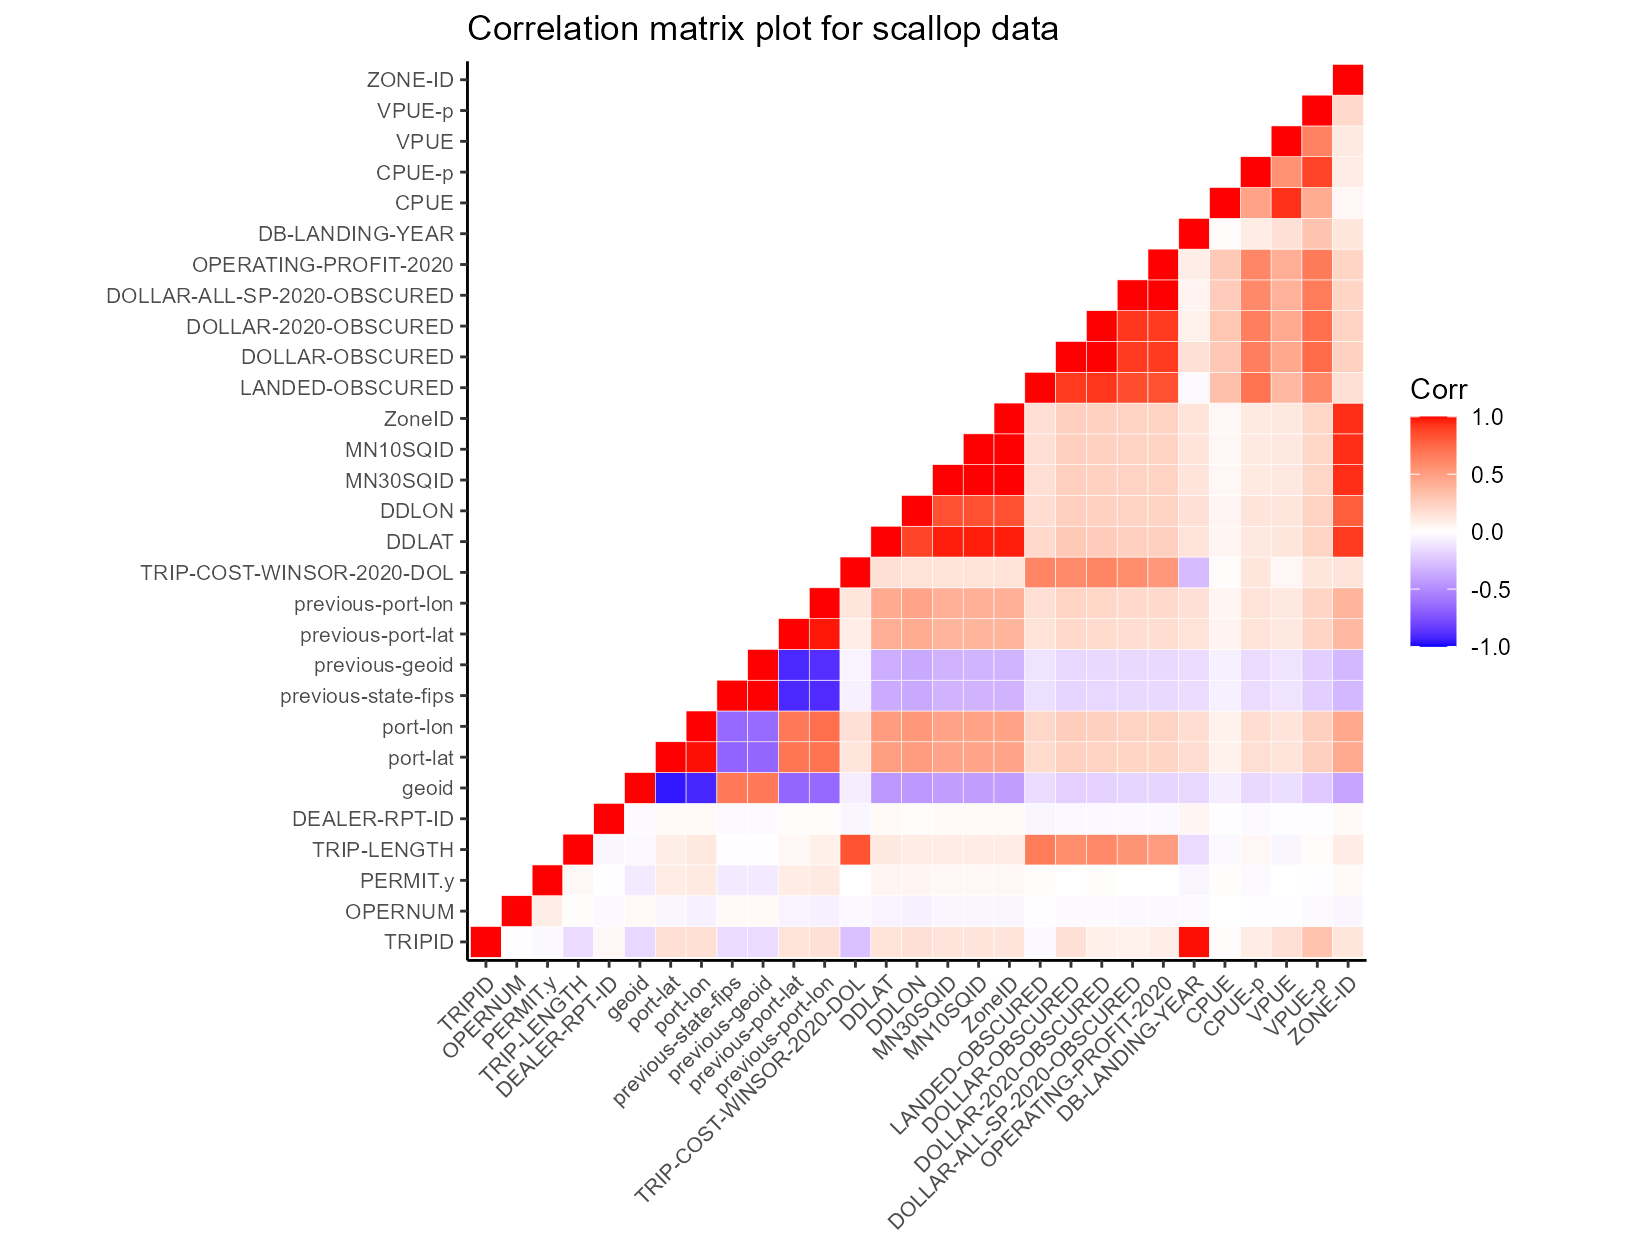 Correlation matrix plot for scallop data
ZONE-ID
VPUE-p
VPUE
CPUE-p
CPUE
DB-LANDING-YEAR
OPERATING-PROFIT-2020
DOLLAR-ALL-SP-2020-OBSCURED
DOLLAR-2020-OBSCURED
DOLLAR-OBSCURED
LANDED-OBSCURED
ZoneID
MN10SQID
MN30SQID
DDLON
DDLAT
TRIP-COST-WINSOR-2020-DOL
previous-port-lon
previous-port-lat
previous-geoid
previous-state-fips
port-lon
port-lat
geoid
DEALER-RPT-ID
TRIP-LENGTH
PERMIT.y
OPERNUM
TRIPID
TRIPID
OPERNUM
PERMIT.y
TRIP-LENGTH
DEALER-RPT-ID
geoid
port-lat
port-lon
previous-state-fips
previous-geoid
previous-port-lat
previous-port-lon
TRIP-COST-WINSOR-2020-DOL
DDLAT
DDLON
MN30SQID
MN10SQID
ZoneID
LANDED-OBSCURED
DOLLAR-OBSCURED
DOLLAR-2020-OBSCURED
DOLLAR-ALL-SP-2020-OBSCURED
OPERATING-PROFIT-2020
DB-LANDING-YEAR
CPUE
CPUE-p
VPUE
VPUE-p
ZONE-ID
Corr
1.0
0.5
0.0
-0.5
-1.0